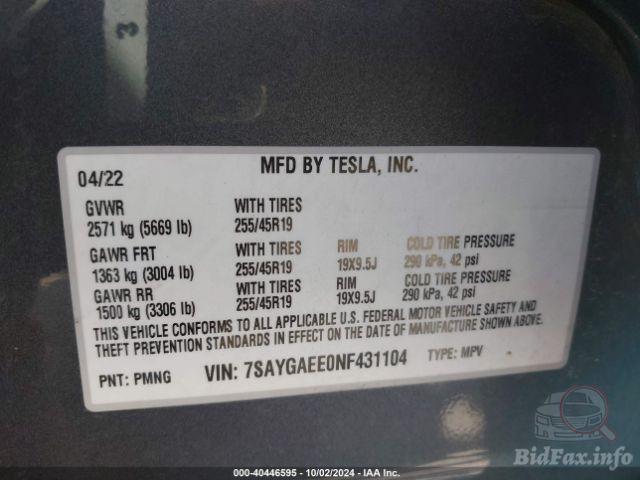 3
MFD BY TESLA, INC.
04/22
GVWR WITH TIRES
2571 kg (5669 lb) 255/45R19
GAWR FRT WITH TIRES RIM COLD TIRE PRESSURE
1363 kg (3004 lb) 255/45R19 19X9.5J 290 kPa, 42 psi
GAWR RR WITH TIRES RIM COLD TIRE PRESSURE
1500 kg (3306 lb) 255/45R19 19X9.5J 290 kPa, 42 psi
THIS VEHICLE CONFORMS TO ALL APPLICABLE U.S. FEDERAL MOTOR VEHICLE SAFETY AND
THEFT PREVENTION STANDARDS IN EFFECT ON THE DATE OF MANUFACTURE SHOWN ABOVE.
PNT: PMNG VIN: 7SAYGAEE0NF431104 TYPE: MPV
BidFax.info
000-40446595 - 10/02/2024 - IAA Inc.